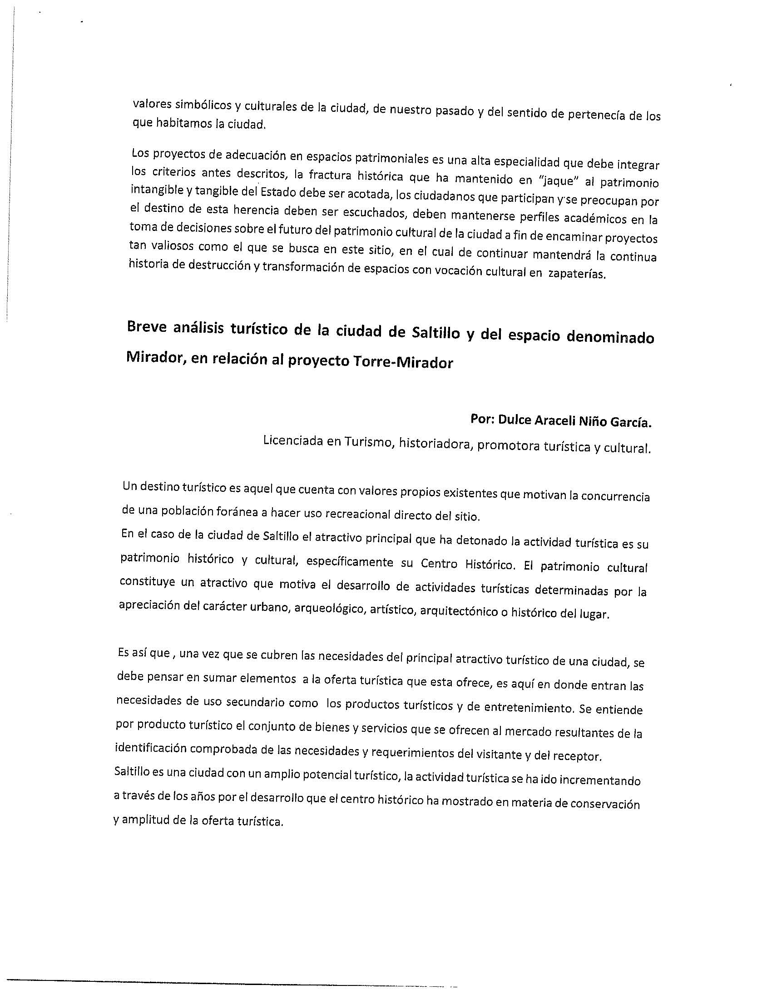 valores simbólicos y culturales de la ciudad, de nuestro pasado y del sentido de pertenecía de los
que habitamos la ciudad.
Los proyectos de adecuación en espacios patrimoniales es una alta especialidad que debe integrar
los criterios antes descritos, la fractura histórica que ha mantenido en "jaque" al patrimonio
intangible y tangible del Estado debe ser acotada, los ciudadanos que participan y se preocupan por
el destino de esta herencia deben ser escuchados, deben mantenerse perfiles académicos en la
toma de decisiones sobre el futuro del patrimonio cultural de la ciudad a fin de encaminar proyectos
tan valiosos como el que se busca en este sitio, en el cual de continuar mantendrá la continua
historia de destrucción y transformación de espacios con vocación cultural en zapaterías.
Breve análisis turístico de la ciudad de Saltillo y del espacio denominado
Mirador, en relación al proyecto Torre-Mirador
Por: Dulce Araceli Niño García.
Licenciada en Turismo, historiadora, promotora turística y cultural.
Un destino turístico es aquel que cuenta con valores propios existentes que motivan la concurrencia
de una población foránea a hacer uso recreacional directo del sitio.
En el caso de la ciudad de Saltillo el atractivo principal que ha detonado la actividad turística es su
patrimonio histórico y cultural, específicamente su Centro Histórico. El patrimonio cultural
constituye un atractivo que motiva el desarrollo de actividades turísticas determinadas por la
apreciación del carácter urbano, arqueológico, artístico, arquitectónico o histórico del lugar.
Es así que , una vez que se cubren las necesidades del principal atractivo turístico de una ciudad, se
debe pensar en sumar elementos a la oferta turística que esta ofrece, es aquí en donde entran las
necesidades de uso secundario como los productos turísticos y de entretenimiento. Se entiende
por producto turístico el conjunto de bienes y servicios que se ofrecen al mercado resultantes de la
identificación comprobada de las necesidades y requerimientos del visitante y del receptor.
Saltillo es una ciudad con un amplio potencial turístico, la actividad turística se ha ido incrementando
a través de los años por el desarrollo que el centro histórico ha mostrado en materia de conservación
y amplitud de la oferta turística.